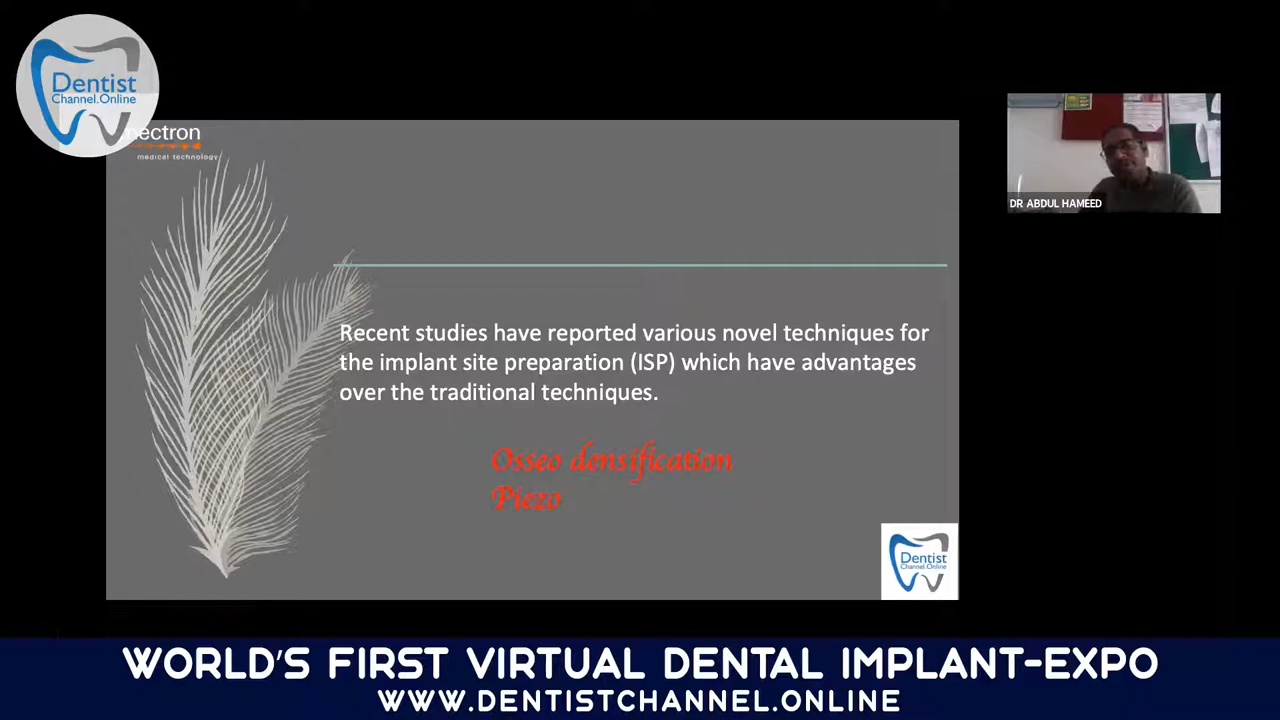 Dentist
Channel.Online
mectron
medical technology
DR ABDUL HAMEED
Recent studies have reported various novel techniques for
the implant site preparation (ISP) which have advantages
over the traditional techniques.
Osseo densification
Piezo
Dentist
Channel.Online
WORLD'S FIRST VIRTUAL DENTAL IMPLANT-EXPO
WWW.DENTISTCHANNEL.ONLINE